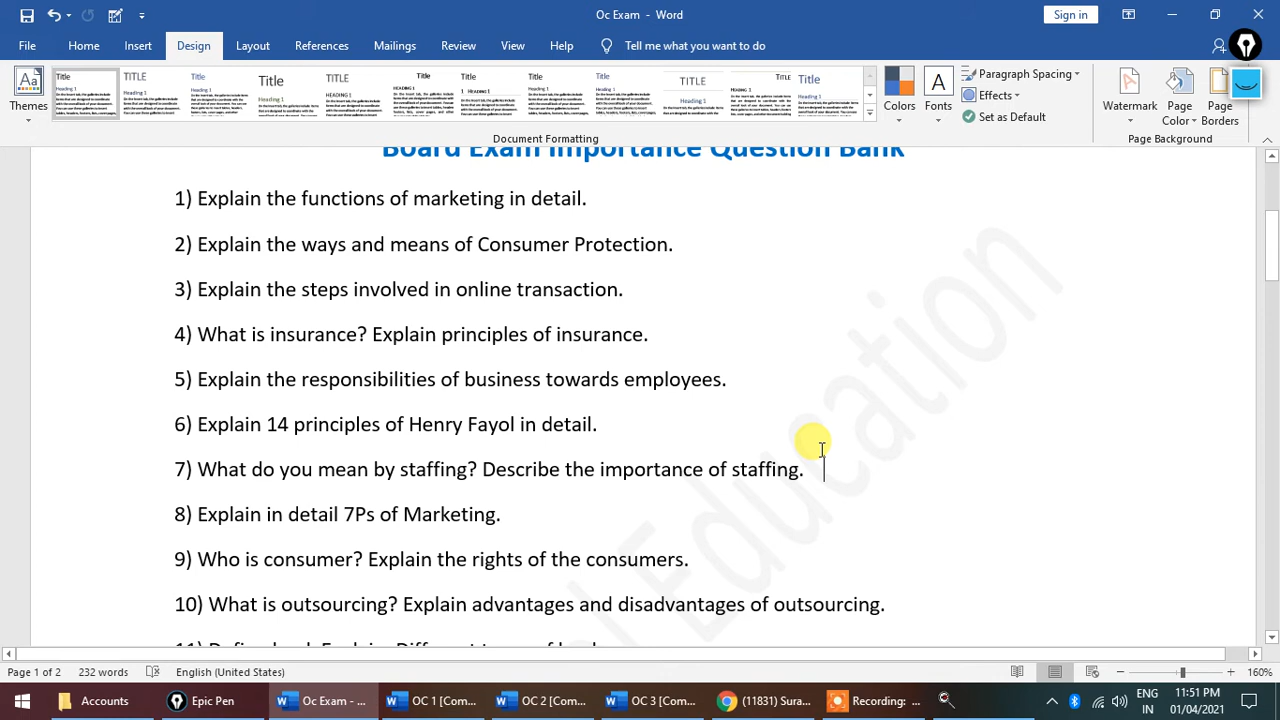 Oc Exam - Word
Sign in
File Home Insert Design Layout References Mailings Review View Help Tell me what you want to do
Themes
Colors
Fonts
Paragraph Spacing
Effects
Set as Default
Watermark
Page Color
Page Borders
Document Formatting
Page Background
Board Exam Importance Question Bank
1) Explain the functions of marketing in detail.
2) Explain the ways and means of Consumer Protection.
3) Explain the steps involved in online transaction.
4) What is insurance? Explain principles of insurance.
5) Explain the responsibilities of business towards employees.
6) Explain 14 principles of Henry Fayol in detail.
7) What do you mean by staffing? Describe the importance of staffing.
8) Explain in detail 7Ps of Marketing.
9) Who is consumer? Explain the rights of the consumers.
10) What is outsourcing? Explain advantages and disadvantages of outsourcing.
Education
Page 1 of 2 232 words English (United States) 160%
Accounts Epic Pen Oc Exam - ... OC 1 [Com... OC 2 [Com... OC 3 [Com... (11831) Sura... Recording: ...
ENG IN
11:51 PM
01/04/2021